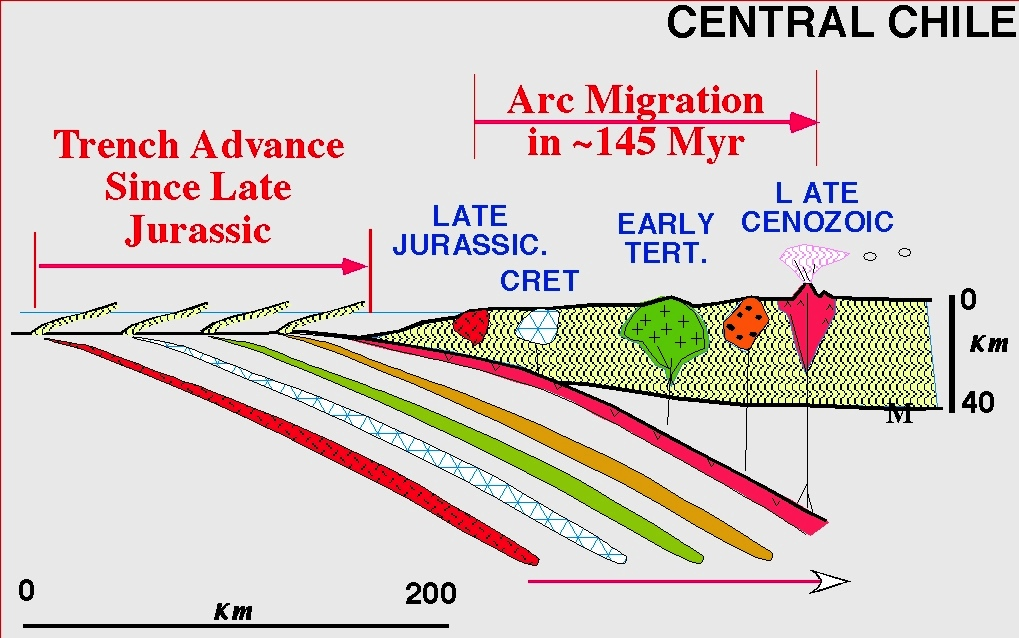 CENTRAL CHILE
Arc Migration
in ~145 Myr
Trench Advance
Since Late
Jurassic
L ATE
CENOZOIC
LATE
JURASSIC.
EARLY
TERT.
CRET
0
Km
40
M
0
200
Km